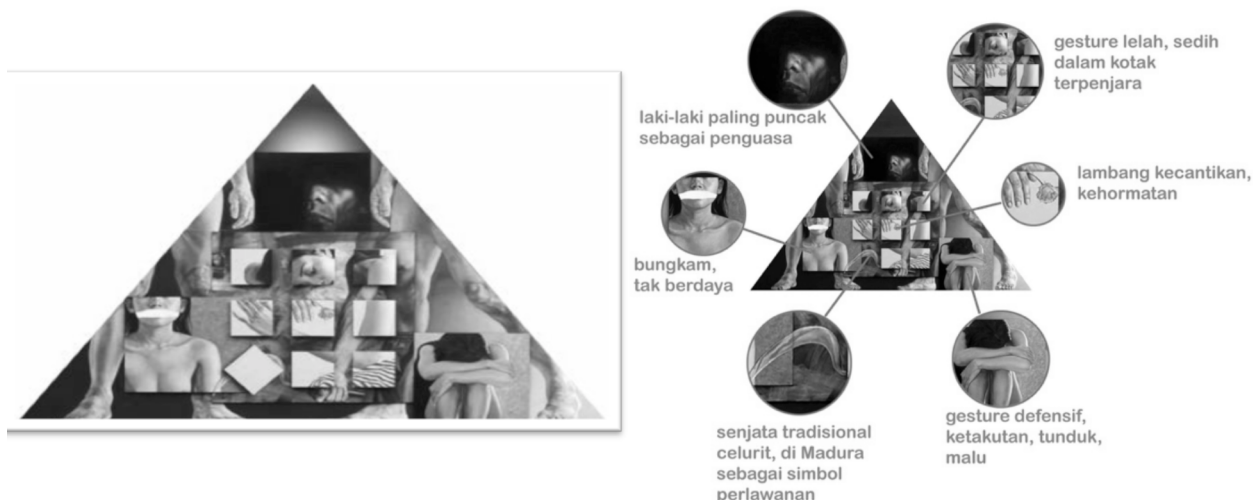 gesture lelah, sedih
dalam kotak
terpenjara
laki-laki paling puncak
sebagai penguasa
lambang kecantikan,
kehormatan
bungkam,
tak berdaya
gesture defensif,
ketakutan, tunduk,
malu
senjata tradisional
celurit, di Madura
sebagai simbol
perlawanan